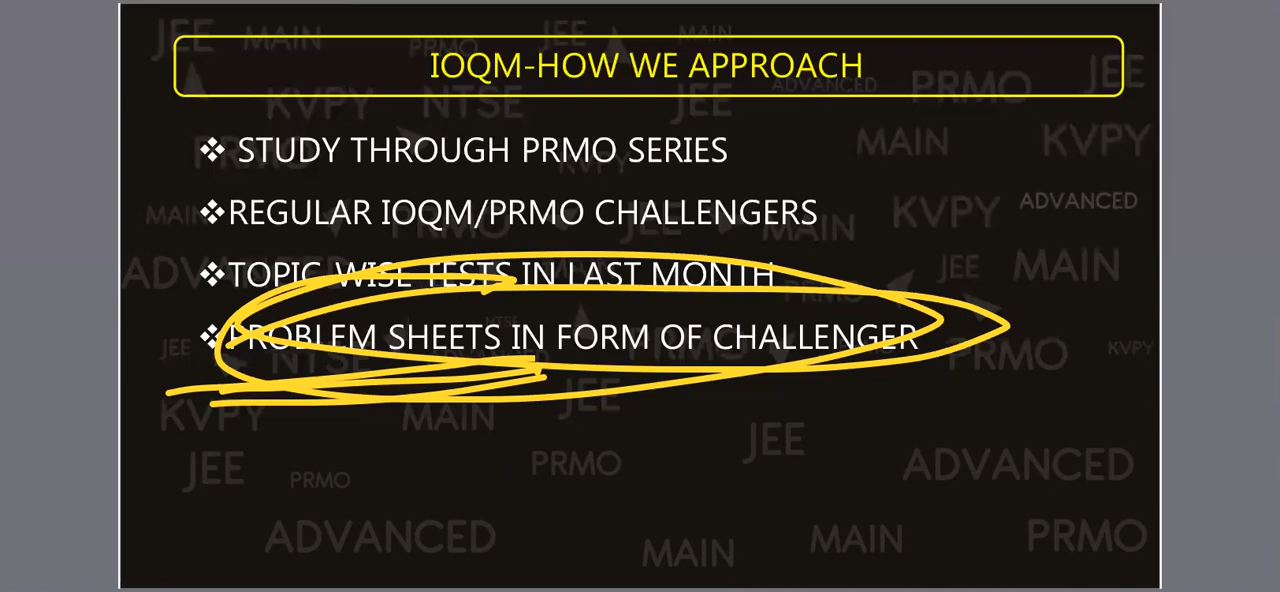 IOQM-HOW WE APPROACH
❖ STUDY THROUGH PRMO SERIES
❖REGULAR IOQM/PRMO CHALLENGERS
❖TOPIC WISE TESTS IN LAST MONTH
❖PROBLEM SHEETS IN FORM OF CHALLENGER